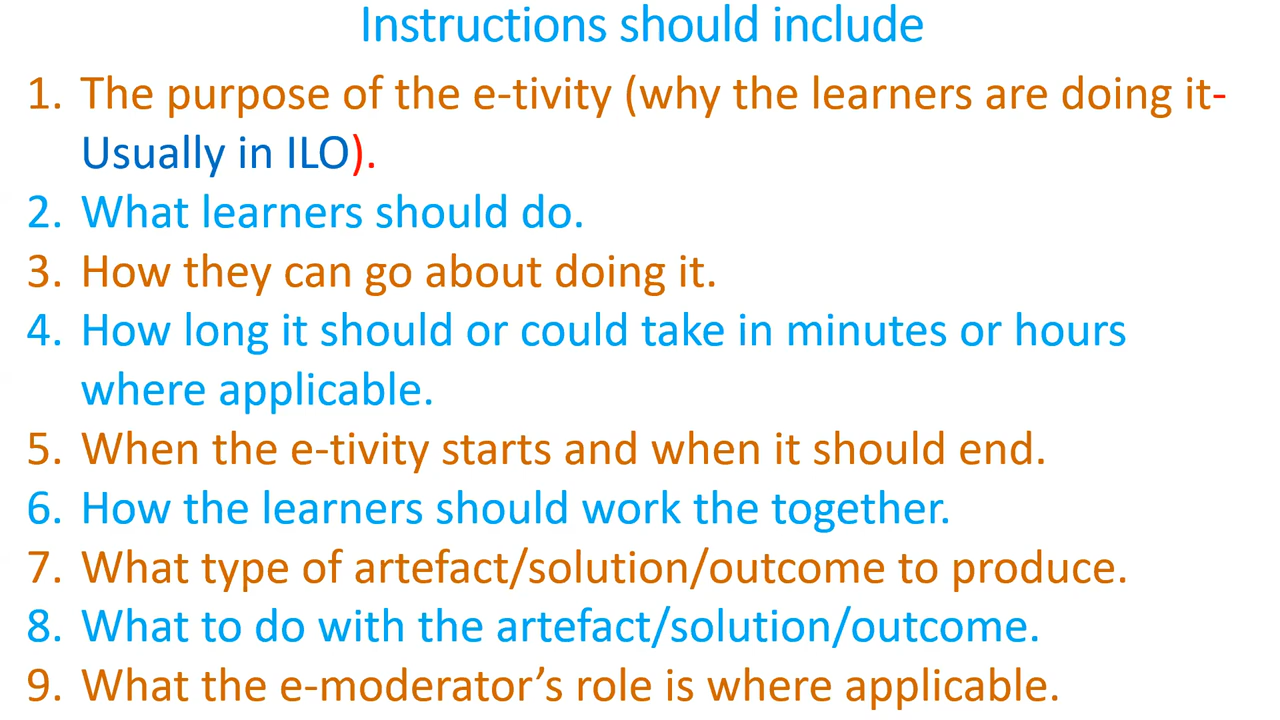 Instructions should include
1. The purpose of the e-tivity (why the learners are doing it-
Usually in ILO).
2. What learners should do.
3. How they can go about doing it.
4. How long it should or could take in minutes or hours
where applicable.
5. When the e-tivity starts and when it should end.
6. How the learners should work the together.
7. What type of artefact/solution/outcome to produce.
8. What to do with the artefact/solution/outcome.
9. What the e-moderator’s role is where applicable.